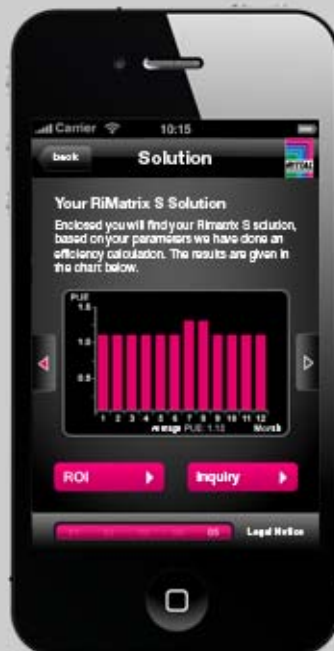 Carrier 10:15
back Solution
RITTAL
Your RiMatrix S Solution
Enclosed you will find your Rimatrix S solution,
based on your parameters we have done an
efficiency calculation. The results are given in
the chart below.
PUE
1.5
1.0
0.5
1 2 3 4 5 6 7 8 9 10 11 12
Average PUE: 1.13 Month
ROI Inquiry
05 Legal Notice